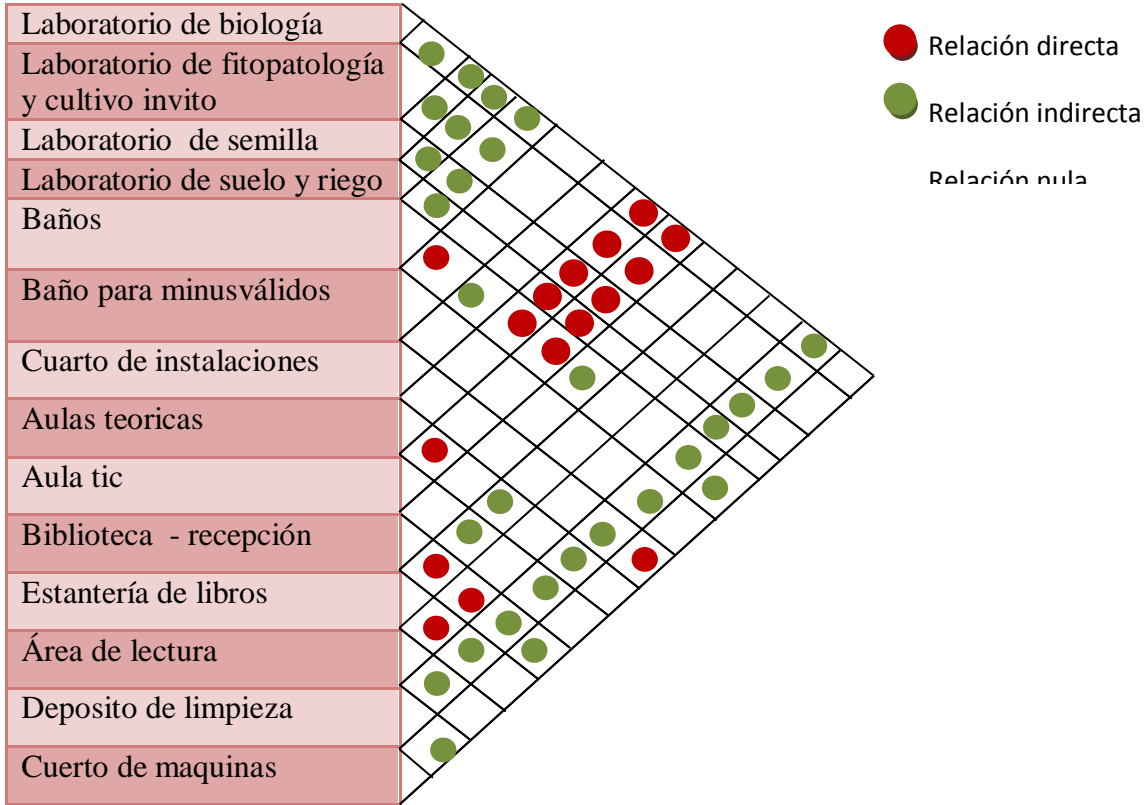 Laboratorio de biología
Laboratorio de fitopatología
y cultivo invito
Laboratorio de semilla
Laboratorio de suelo y riego
Baños
Baño para minusválidos
Cuarto de instalaciones
Aulas teoricas
Aula tic
Biblioteca - recepción
Estantería de libros
Área de lectura
Deposito de limpieza
Cuerto de maquinas
Relación directa
Relación indirecta
Relación nula